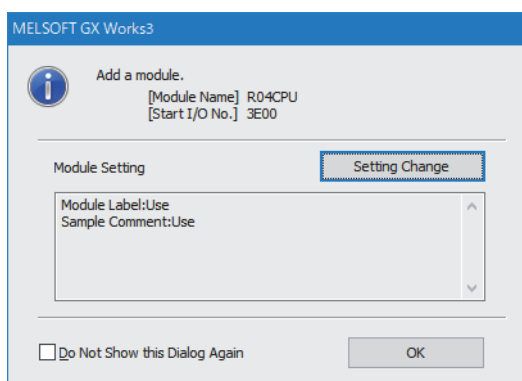 MELSOFT GX Works3
Add a module.
[Module Name] R04CPU
[Start I/O No.] 3E00
Module Setting
Setting Change
Module Label:Use
Sample Comment:Use
Do Not Show this Dialog Again
OK